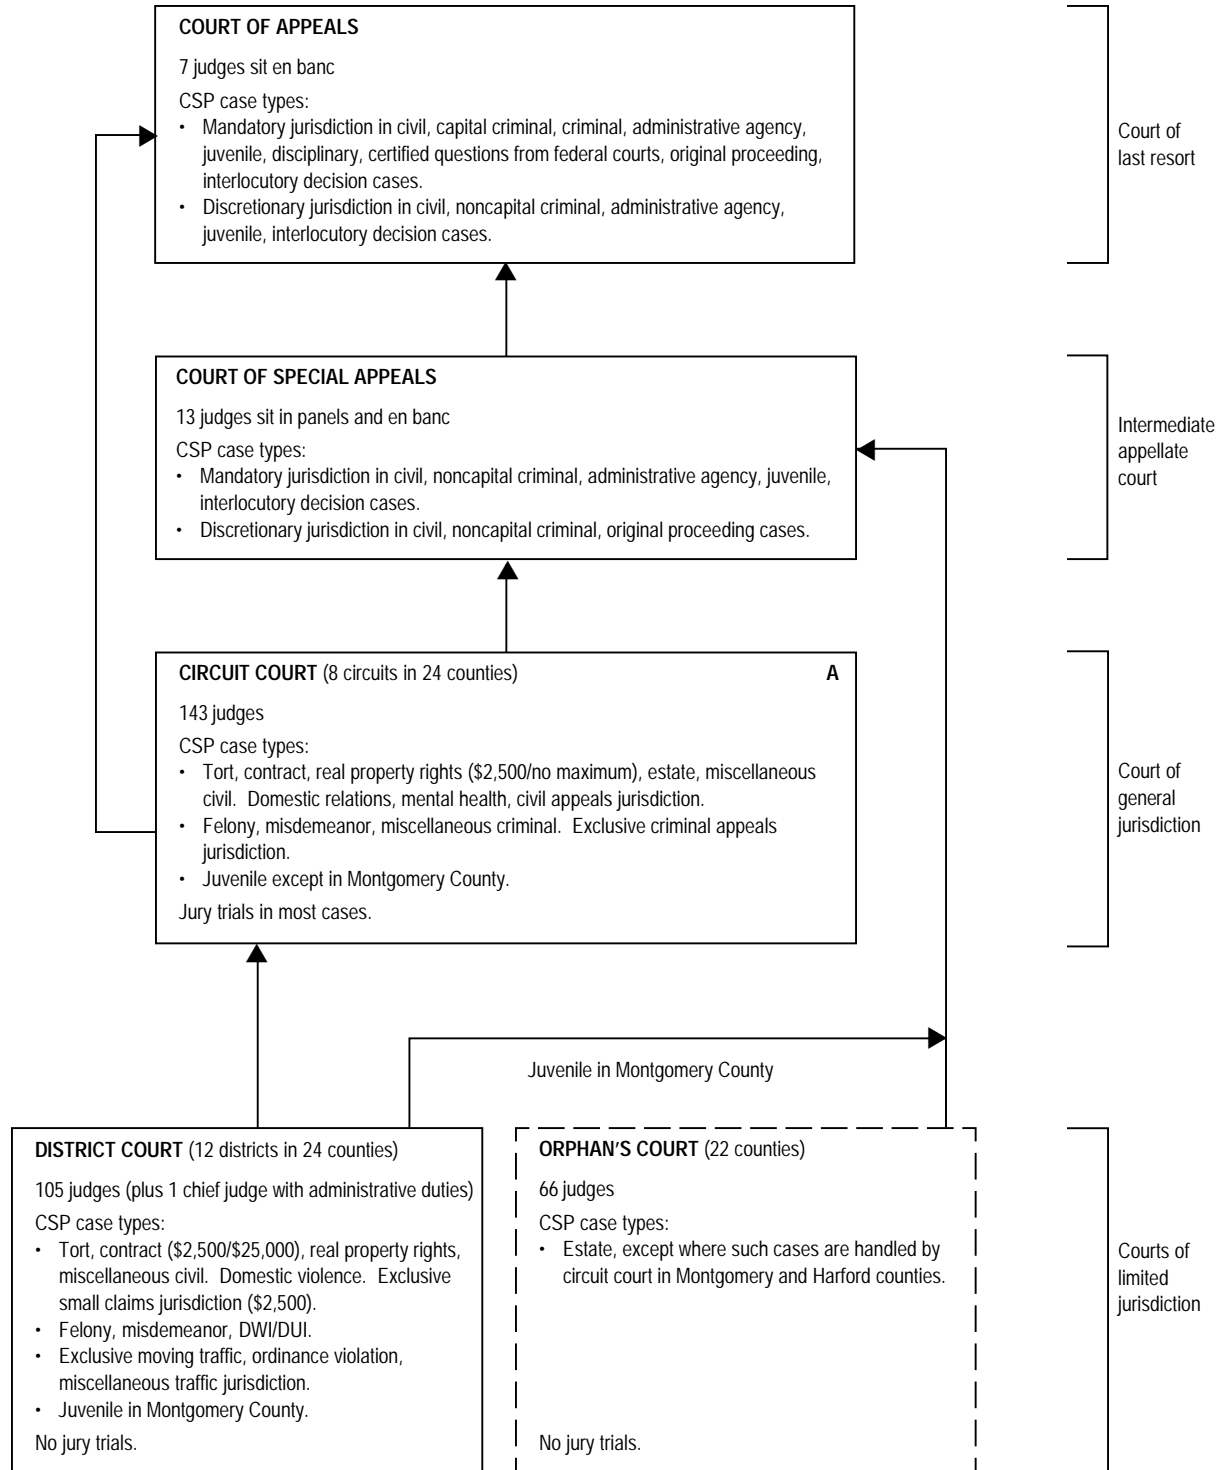 COURT OF APPEALS
7 judges sit en banc
CSP case types:
• Mandatory jurisdiction in civil, capital criminal, criminal, administrative agency,
juvenile, disciplinary, certified questions from federal courts, original proceeding,
interlocutory decision cases.
• Discretionary jurisdiction in civil, noncapital criminal, administrative agency,
juvenile, interlocutory decision cases.
Court of
last resort
COURT OF SPECIAL APPEALS
13 judges sit in panels and en banc
CSP case types:
• Mandatory jurisdiction in civil, noncapital criminal, administrative agency, juvenile,
interlocutory decision cases.
• Discretionary jurisdiction in civil, noncapital criminal, original proceeding cases.
Intermediate
appellate
court
CIRCUIT COURT (8 circuits in 24 counties) A
143 judges
CSP case types:
• Tort, contract, real property rights ($2,500/no maximum), estate, miscellaneous
civil. Domestic relations, mental health, civil appeals jurisdiction.
• Felony, misdemeanor, miscellaneous criminal. Exclusive criminal appeals
jurisdiction.
• Juvenile except in Montgomery County.
Jury trials in most cases.
Court of
general
jurisdiction
Juvenile in Montgomery County
DISTRICT COURT (12 districts in 24 counties)
105 judges (plus 1 chief judge with administrative duties)
CSP case types:
• Tort, contract ($2,500/$25,000), real property rights,
miscellaneous civil. Domestic violence. Exclusive
small claims jurisdiction ($2,500).
• Felony, misdemeanor, DWI/DUI.
• Exclusive moving traffic, ordinance violation,
miscellaneous traffic jurisdiction.
• Juvenile in Montgomery County.
No jury trials.
ORPHAN'S COURT (22 counties)
66 judges
CSP case types:
• Estate, except where such cases are handled by
circuit court in Montgomery and Harford counties.
No jury trials.
Courts of
limited
jurisdiction